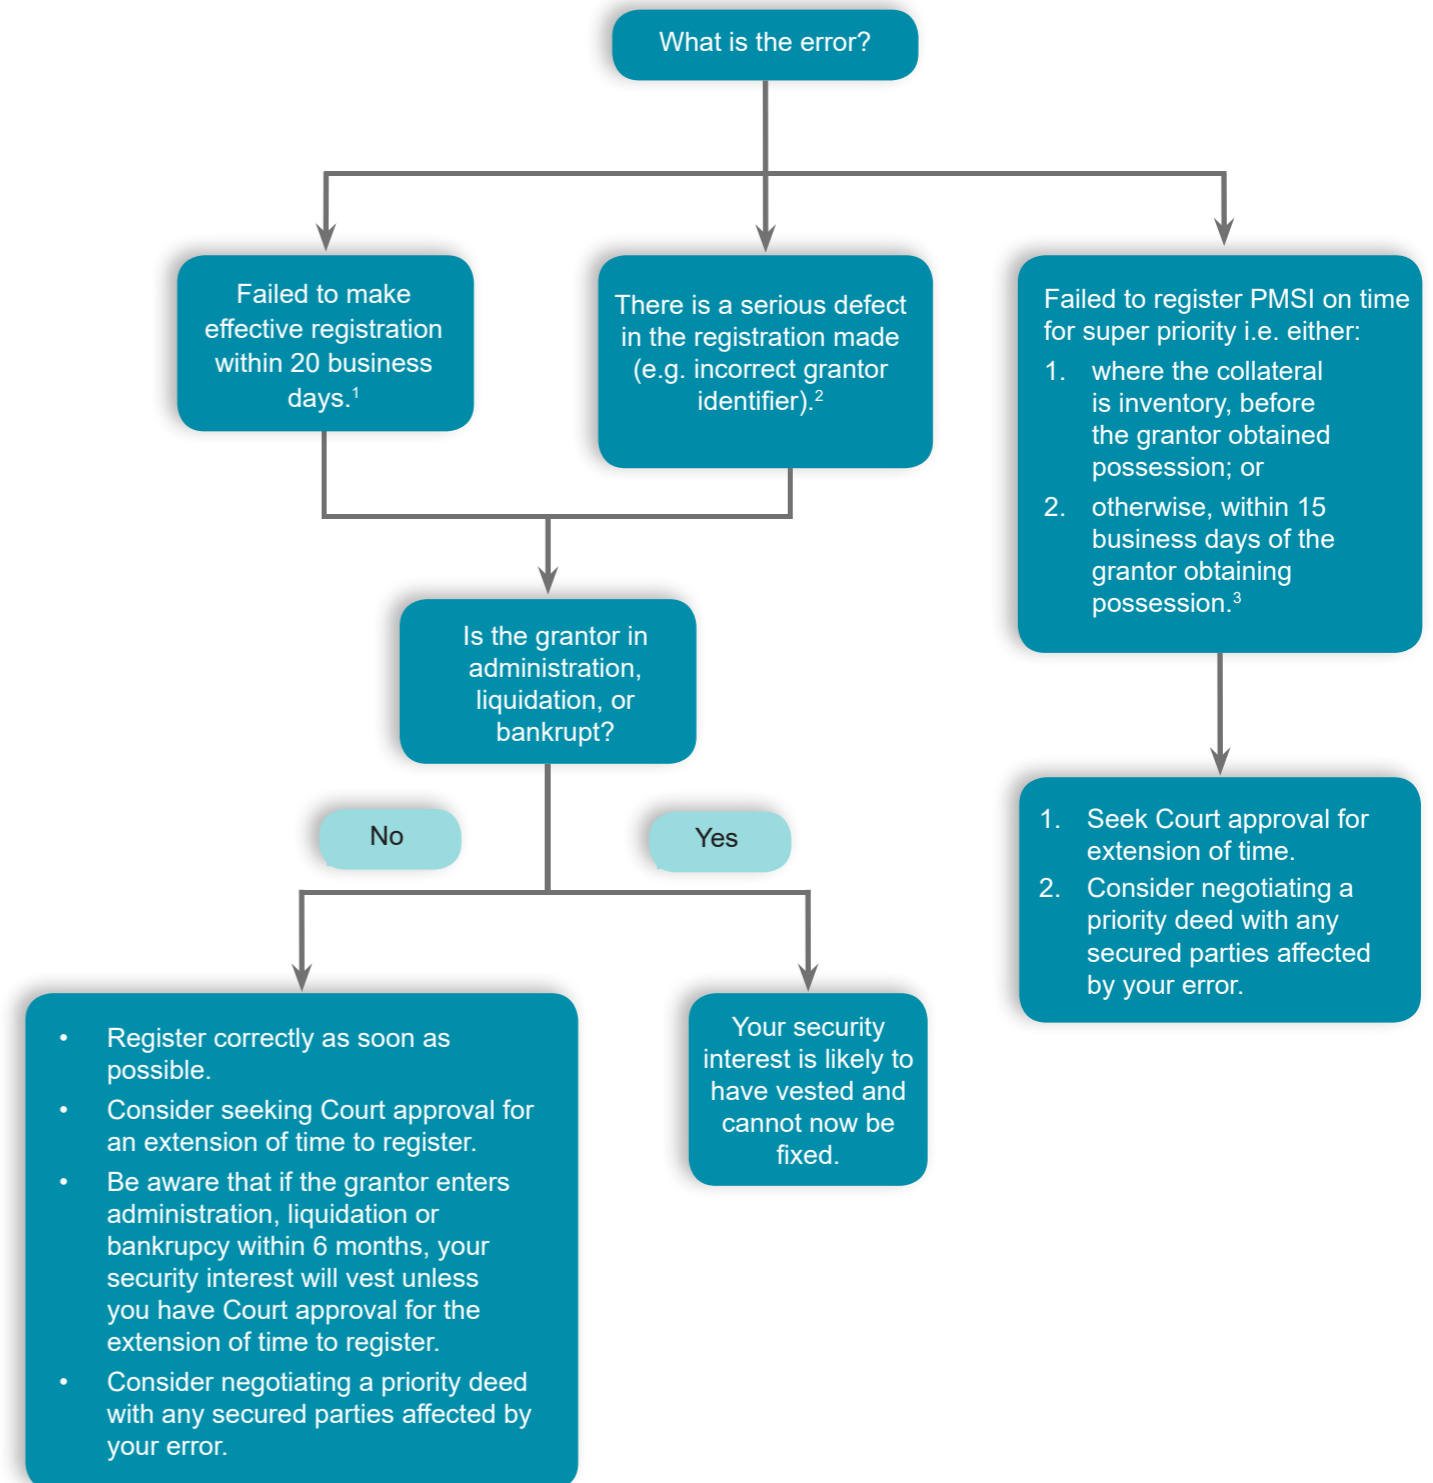 What is the error?
Failed to make
effective registration
within 20 business
days.¹
There is a serious defect
in the registration made
(e.g. incorrect grantor
identifier).²
Failed to register PMSI on time
for super priority i.e. either:
1. where the collateral
is inventory, before
the grantor obtained
possession; or
2. otherwise, within 15
business days of the
grantor obtaining
possession.³
Is the grantor in
administration,
liquidation, or
bankrupt?
No
Yes
1. Seek Court approval for
extension of time.
2. Consider negotiating a
priority deed with any
secured parties affected
by your error.
• Register correctly as soon as
possible.
• Consider seeking Court approval for
an extension of time to register.
• Be aware that if the grantor enters
administration, liquidation or
bankrupcy within 6 months, your
security interest will vest unless
you have Court approval for the
extension of time to register.
• Consider negotiating a priority deed
with any secured parties affected by
your error.
Your security
interest is likely to
have vested and
cannot now be
fixed.